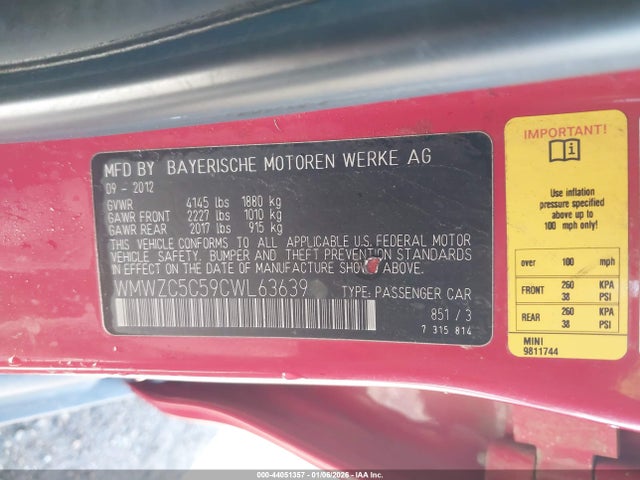 MFD BY BAYERISCHE MOTOREN WERKE AG
09 - 2012
GVWR 4145 lbs 1880 kg
GAWR FRONT 2227 lbs 1010 kg
GAWR REAR 2017 lbs 915 kg
THIS VEHICLE CONFORMS TO ALL APPLICABLE U.S. FEDERAL MOTOR
VEHICLE SAFETY, BUMPER AND THEFT PREVENTION STANDARDS
IN EFFECT ON THE DATE OF MANUFACTURE SHOWN ABOVE.
WMWZC5C59CWL63639 TYPE: PASSENGER CAR
851 / 3
7 315 814
IMPORTANT!
Use inflation
pressure specified
above up to
100 mph only!
over 100 mph
FRONT 260 KPA
38 PSI
REAR 260 KPA
38 PSI
MINI
9811744
000-44051357 - 01/06/2026 - IAA Inc.